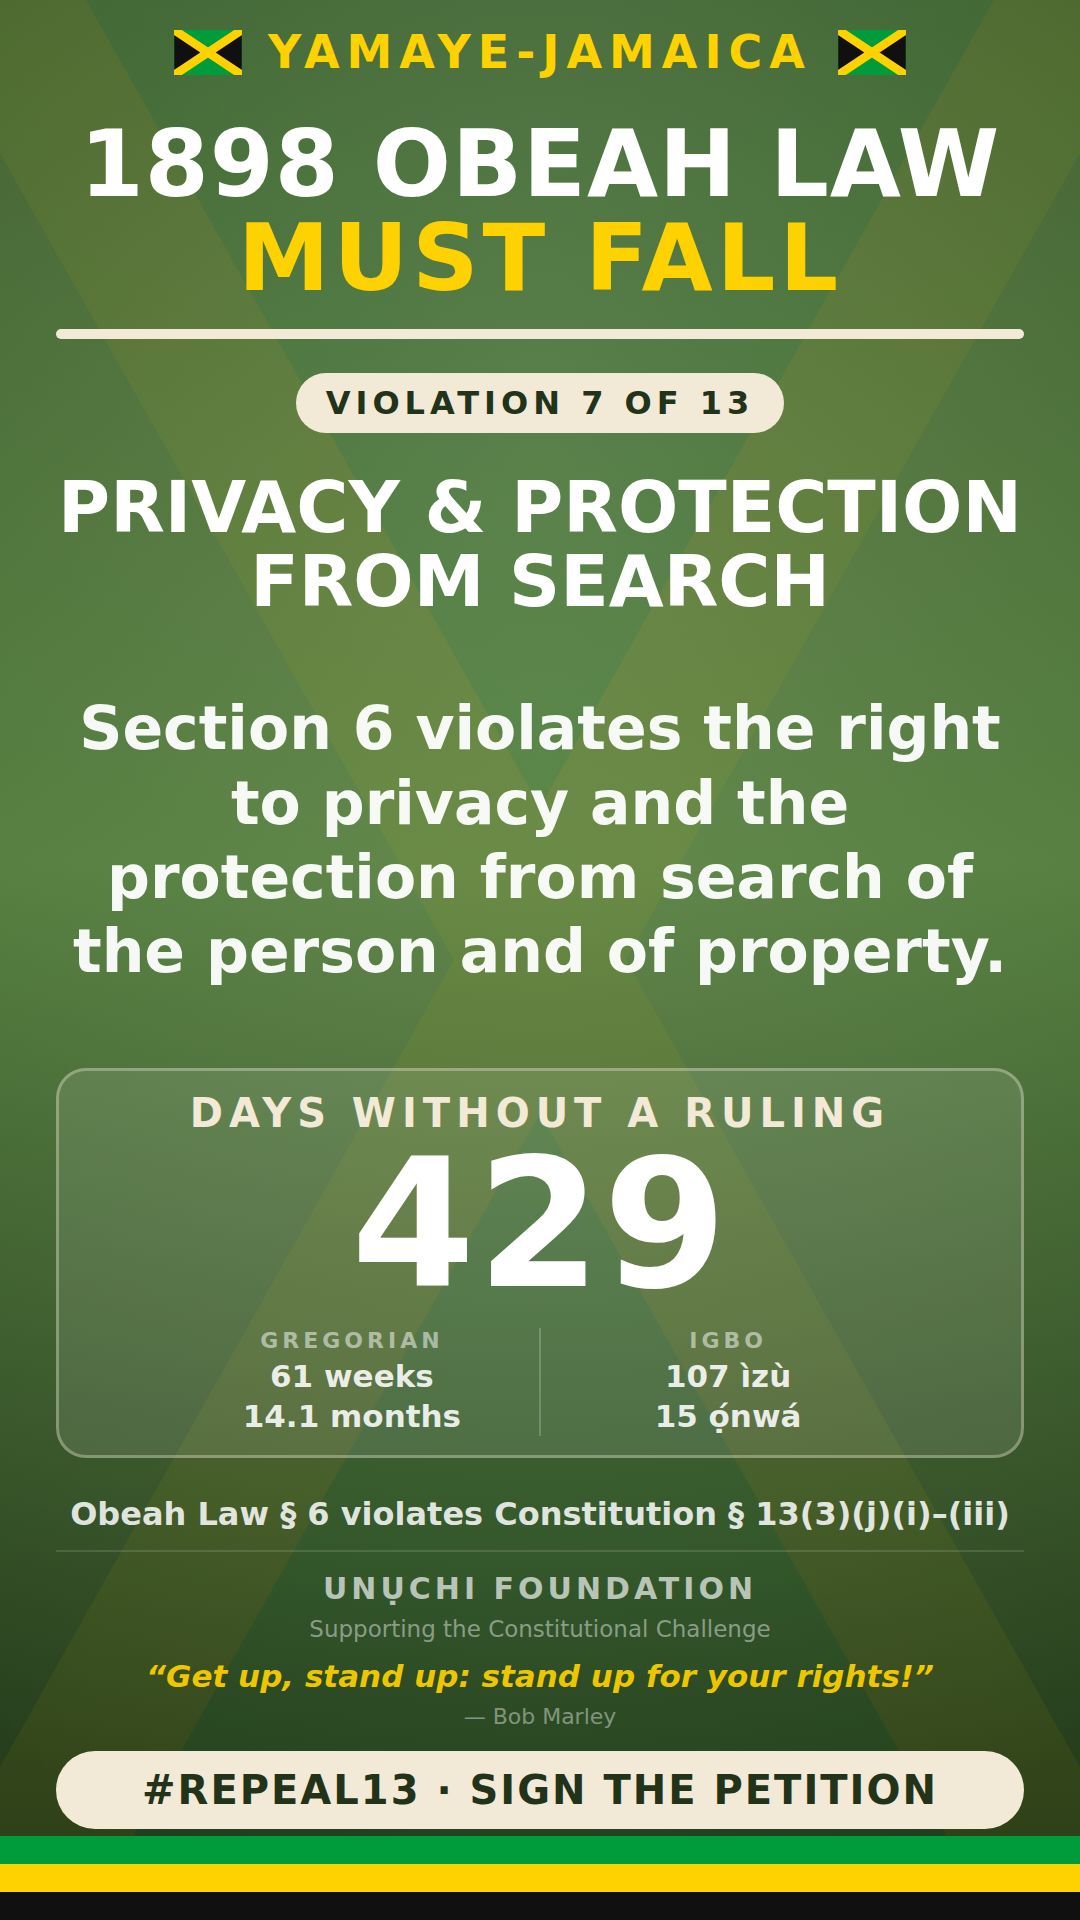 YAMAYE-JAMAICA
1898 OBEAH LAW
MUST FALL
VIOLATION 7 OF 13
PRIVACY & PROTECTION
FROM SEARCH
Section 6 violates the right
to privacy and the
protection from search of
the person and of property.
DAYS WITHOUT A RULING
429
GREGORIAN
61 weeks
14.1 months
IGBO
107 ìzù
15 ọ́nwá
Obeah Law § 6 violates Constitution § 13(3)(j)(i)–(iii)
UNỤCHI FOUNDATION
Supporting the Constitutional Challenge
“Get up, stand up: stand up for your rights!”
— Bob Marley
#REPEAL13 · SIGN THE PETITION